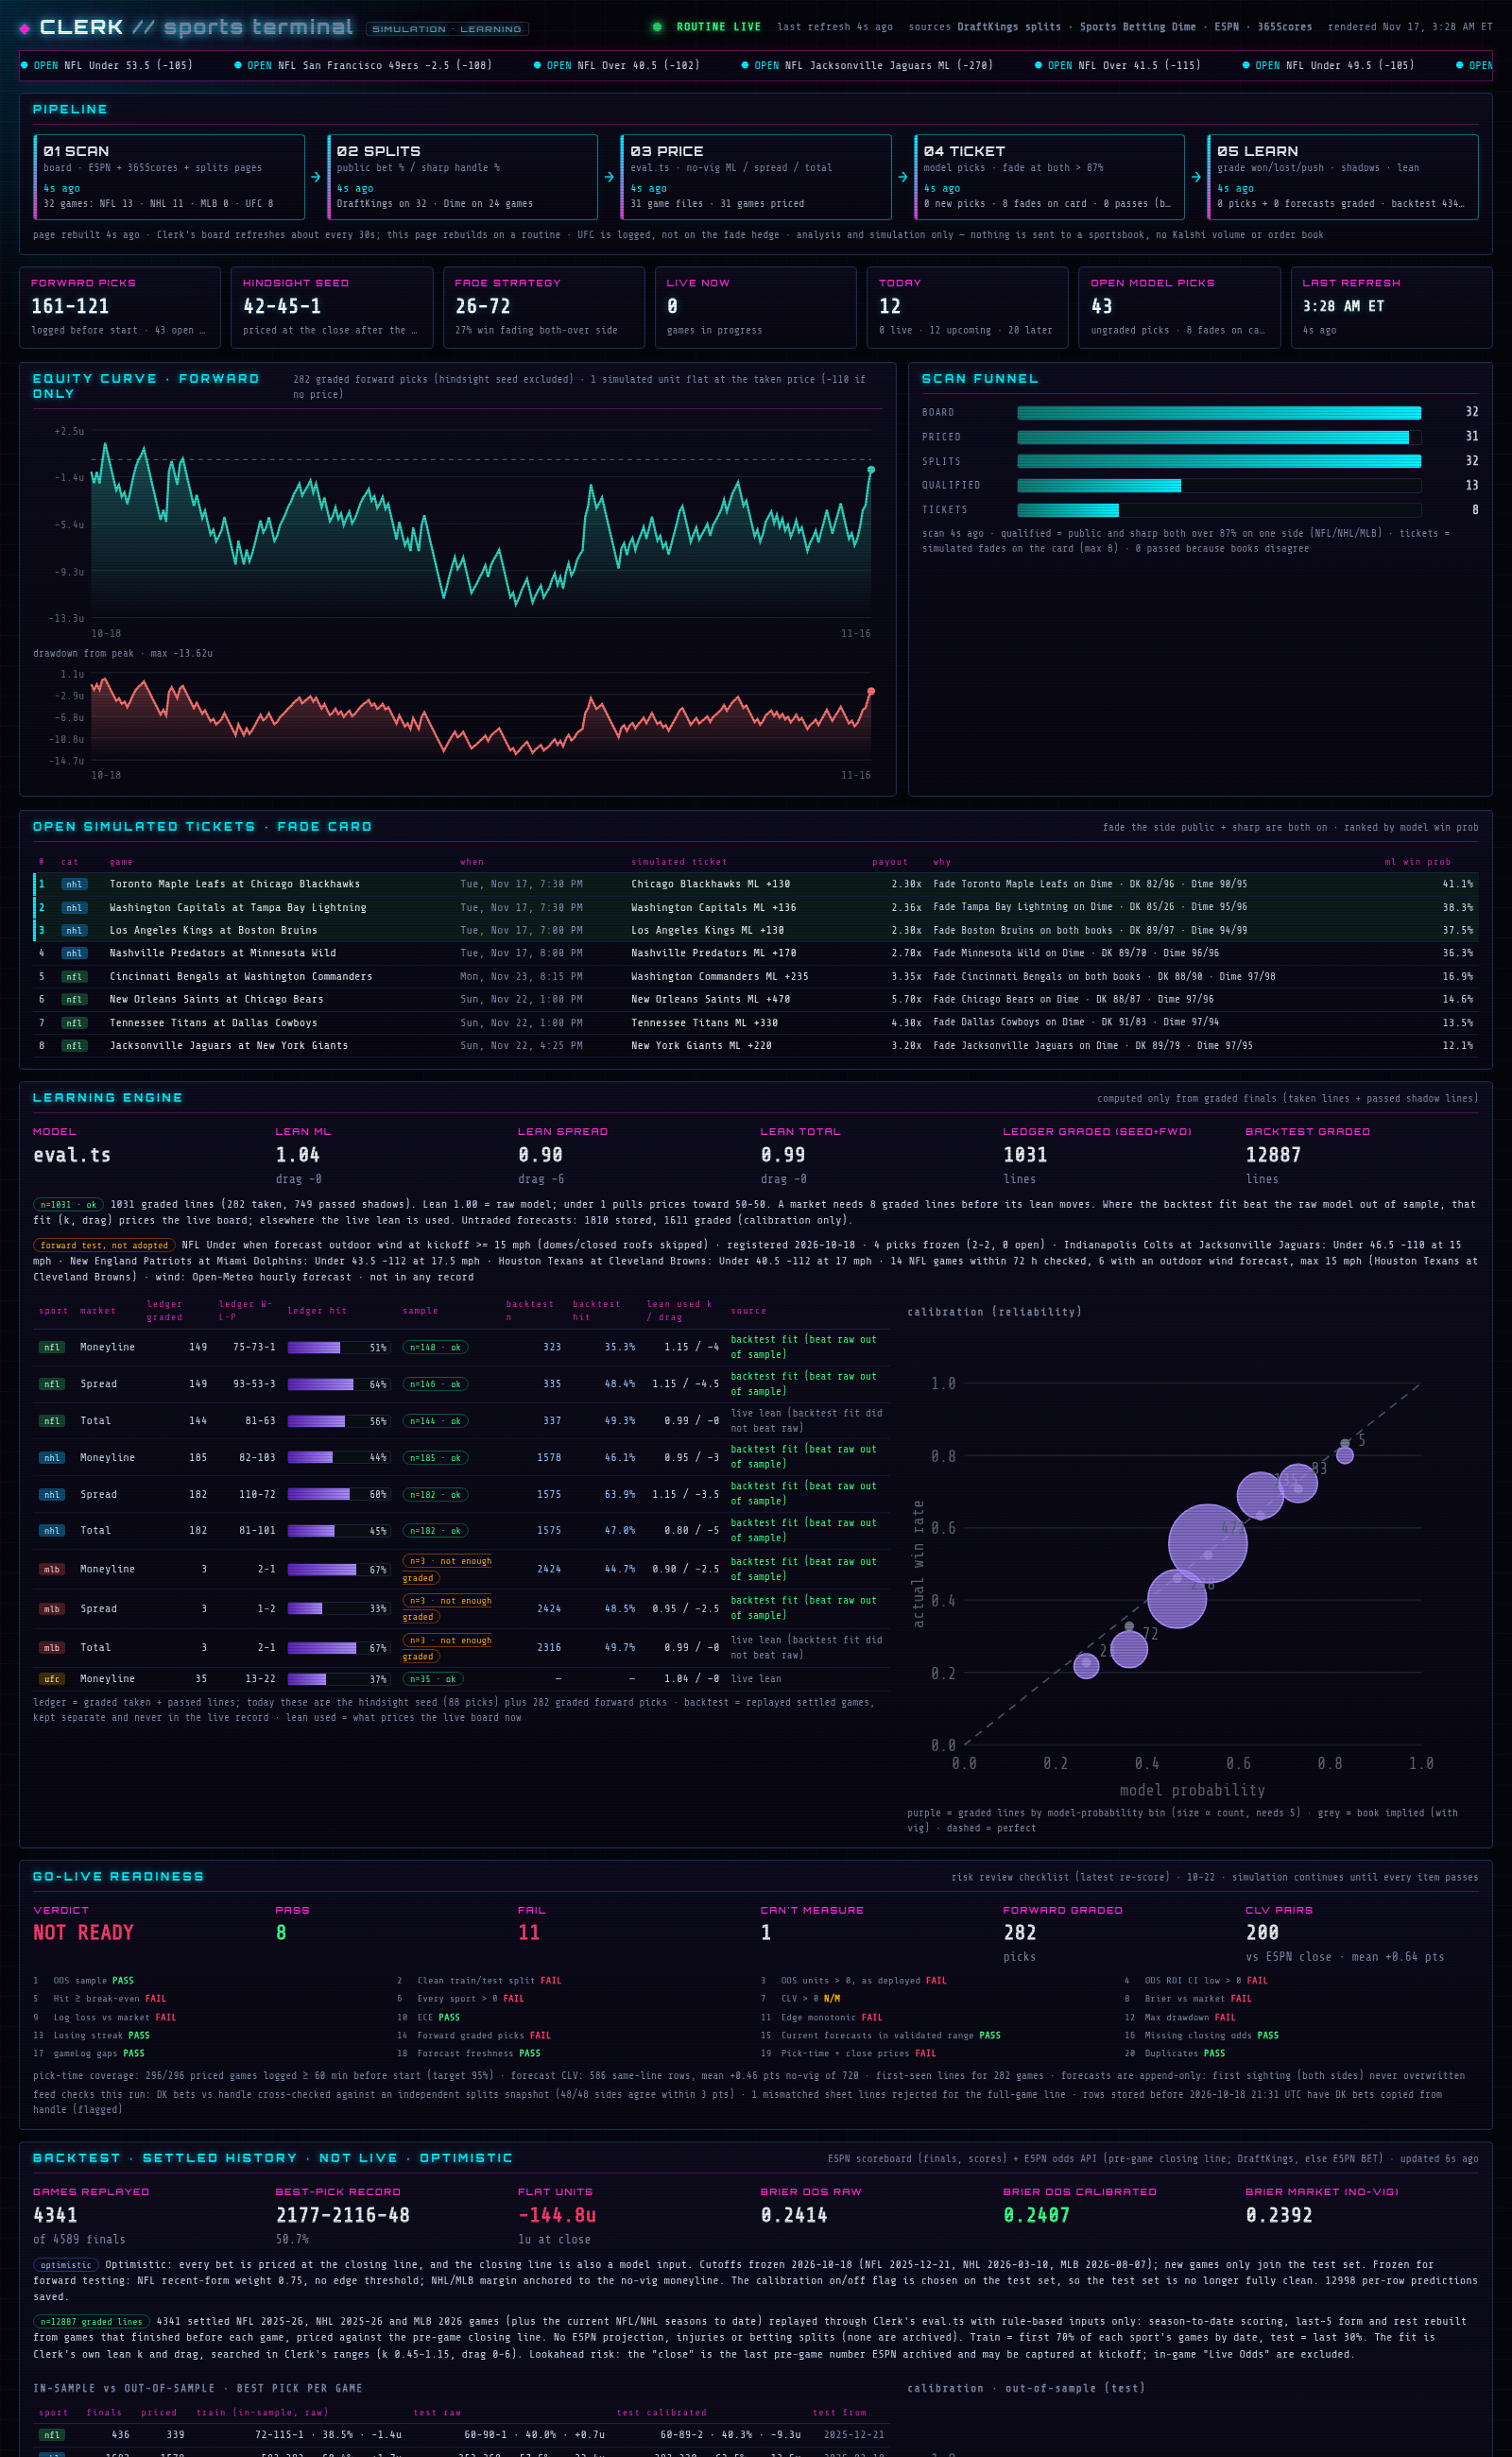 ◆ CLERK // sports terminal SIMULATION · LEARNING
ROUTINE LIVE last refresh 4s ago sources DraftKings splits · Sports Betting Dime · ESPN · 365Scores rendered Nov 17, 3:28 AM ET
OPEN NFL Under 53.5 (-105) OPEN NFL San Francisco 49ers -2.5 (-108) OPEN NFL Over 40.5 (-102) OPEN NFL Jacksonville Jaguars ML (-270) OPEN NFL Over 41.5 (-115) OPEN NFL Under 49.5 (-105) OPEN
PIPELINE
01 SCAN
board · ESPN + 365Scores + splits pages
4s ago
32 games: NFL 13 · NHL 11 · MLB 0 · UFC 8
→
02 SPLITS
public bet % / sharp handle %
4s ago
DraftKings on 32 · Dime on 24 games
→
03 PRICE
eval.ts · no-vig ML / spread / total
4s ago
31 game files · 31 games priced
→
04 TICKET
model picks · fade at both > 87%
4s ago
0 new picks · 8 fades on card · 0 passes (b…
→
05 LEARN
grade won/lost/push · shadows · lean
4s ago
0 picks + 0 forecasts graded · backtest 434…
page rebuilt 4s ago · Clerk's board refreshes about every 30s; this page rebuilds on a routine · UFC is logged, not on the fade hedge · analysis and simulation only — nothing is sent to a sportsbook, no Kalshi volume or order book
FORWARD PICKS
161-121
logged before start · 43 open …
HINDSIGHT SEED
42-45-1
priced at the close after the …
FADE STRATEGY
26-72
27% win fading both-over side
LIVE NOW
0
games in progress
TODAY
12
0 live · 12 upcoming · 20 later
OPEN MODEL PICKS
43
ungraded picks · 8 fades on ca…
LAST REFRESH
3:28 AM ET
4s ago
EQUITY CURVE · FORWARD ONLY
282 graded forward picks (hindsight seed excluded) · 1 simulated unit flat at the taken price (-110 if no price)
+2.5u
-1.4u
-5.4u
-9.3u
-13.3u
10-18 11-16
drawdown from peak · max -13.62u
1.1u
-2.9u
-6.8u
-10.8u
-14.7u
10-18 11-16
SCAN FUNNEL
BOARD 32
PRICED 31
SPLITS 32
QUALIFIED 13
TICKETS 8
scan 4s ago · qualified = public and sharp both over 87% on one side (NFL/NHL/MLB) · tickets =
simulated fades on the card (max 8) · 0 passed because books disagree
OPEN SIMULATED TICKETS · FADE CARD
fade the side public + sharp are both on · ranked by model win prob
# cat game when simulated ticket payout why ml win prob
1 nhl Toronto Maple Leafs at Chicago Blackhawks Tue, Nov 17, 7:30 PM Chicago Blackhawks ML +130 2.30x Fade Toronto Maple Leafs on Dime · DK 82/96 · Dime 90/95 41.1%
2 nhl Washington Capitals at Tampa Bay Lightning Tue, Nov 17, 7:30 PM Washington Capitals ML +136 2.36x Fade Tampa Bay Lightning on Dime · DK 85/26 · Dime 95/96 38.3%
3 nhl Los Angeles Kings at Boston Bruins Tue, Nov 17, 7:00 PM Los Angeles Kings ML +130 2.30x Fade Boston Bruins on both books · DK 89/97 · Dime 94/99 37.5%
4 nhl Nashville Predators at Minnesota Wild Tue, Nov 17, 8:00 PM Nashville Predators ML +170 2.70x Fade Minnesota Wild on Dime · DK 89/70 · Dime 96/96 36.3%
5 nfl Cincinnati Bengals at Washington Commanders Mon, Nov 23, 8:15 PM Washington Commanders ML +235 3.35x Fade Cincinnati Bengals on both books · DK 88/90 · Dime 97/98 16.9%
6 nfl New Orleans Saints at Chicago Bears Sun, Nov 22, 1:00 PM New Orleans Saints ML +470 5.70x Fade Chicago Bears on Dime · DK 88/87 · Dime 97/96 14.6%
7 nfl Tennessee Titans at Dallas Cowboys Sun, Nov 22, 1:00 PM Tennessee Titans ML +330 4.30x Fade Dallas Cowboys on Dime · DK 91/83 · Dime 97/94 13.5%
8 nfl Jacksonville Jaguars at New York Giants Sun, Nov 22, 4:25 PM New York Giants ML +220 3.20x Fade Jacksonville Jaguars on Dime · DK 89/79 · Dime 97/95 12.1%
LEARNING ENGINE
computed only from graded finals (taken lines + passed shadow lines)
MODEL
eval.ts
LEAN ML
1.04
drag -0
LEAN SPREAD
0.90
drag -6
LEAN TOTAL
0.99
drag -0
LEDGER GRADED (SEED+FWD)
1031
lines
BACKTEST GRADED
12887
lines
n=1031 · ok 1031 graded lines (282 taken, 749 passed shadows). Lean 1.00 = raw model; under 1 pulls prices toward 50-50. A market needs 8 graded lines before its lean moves. Where the backtest fit beat the raw model out of sample, that
fit (k, drag) prices the live board; elsewhere the live lean is used. Untraded forecasts: 1810 stored, 1611 graded (calibration only).
forward test, not adopted NFL Under when forecast outdoor wind at kickoff >= 15 mph (domes/closed roofs skipped) · registered 2026-10-18 · 4 picks frozen (2-2, 0 open) · Indianapolis Colts at Jacksonville Jaguars: Under 46.5 -110 at 15
mph · New England Patriots at Miami Dolphins: Under 43.5 -112 at 17.5 mph · Houston Texans at Cleveland Browns: Under 40.5 -112 at 17 mph · 14 NFL games within 72 h checked, 6 with an outdoor wind forecast, max 15 mph (Houston Texans at
Cleveland Browns) · wind: Open-Meteo hourly forecast · not in any record
sport market ledger graded ledger W-L-P ledger hit sample backtest n backtest hit lean used k / drag source
nfl Moneyline 149 75-73-1 51% n=148 · ok 323 35.3% 1.15 / -4 backtest fit (beat raw out of sample)
nfl Spread 149 93-53-3 64% n=146 · ok 335 48.4% 1.15 / -4.5 backtest fit (beat raw out of sample)
nfl Total 144 81-63 56% n=144 · ok 337 49.3% 0.99 / -0 live lean (backtest fit did not beat raw)
nhl Moneyline 185 82-103 44% n=185 · ok 1578 46.1% 0.95 / -3 backtest fit (beat raw out of sample)
nhl Spread 182 110-72 60% n=182 · ok 1575 63.9% 1.15 / -3.5 backtest fit (beat raw out of sample)
nhl Total 182 81-101 45% n=182 · ok 1575 47.0% 0.80 / -5 backtest fit (beat raw out of sample)
mlb Moneyline 3 2-1 67% n=3 · not enough graded 2424 44.7% 0.90 / -2.5 backtest fit (beat raw out of sample)
mlb Spread 3 1-2 33% n=3 · not enough graded 2424 48.5% 0.95 / -2.5 backtest fit (beat raw out of sample)
mlb Total 3 2-1 67% n=3 · not enough graded 2316 49.7% 0.99 / -0 live lean (backtest fit did not beat raw)
ufc Moneyline 35 13-22 37% n=35 · ok — — 1.04 / -0 live lean
ledger = graded taken + passed lines; today these are the hindsight seed (88 picks) plus 282 graded forward picks · backtest = replayed settled games,
kept separate and never in the live record · lean used = what prices the live board now
calibration (reliability)
1.0
0.8
0.6
0.4
0.2
0.0
0.0 0.2 0.4 0.6 0.8 1.0
actual win rate
model probability
5
83
72
purple = graded lines by model-probability bin (size ∝ count, needs 5) · grey = book implied (with
vig) · dashed = perfect
GO-LIVE READINESS
risk review checklist (latest re-score) · 10-22 · simulation continues until every item passes
VERDICT
NOT READY
PASS
8
FAIL
11
CAN'T MEASURE
1
FORWARD GRADED
282
picks
CLV PAIRS
200
vs ESPN close · mean +0.64 pts
1 OOS sample PASS 2 Clean train/test split FAIL 3 OOS units > 0, as deployed FAIL 4 OOS ROI CI low > 0 FAIL
5 Hit ≥ break-even FAIL 6 Every sport > 0 FAIL 7 CLV > 0 N/M 8 Brier vs market FAIL
9 Log loss vs market FAIL 10 ECE PASS 11 Edge monotonic FAIL 12 Max drawdown FAIL
13 Losing streak PASS 14 Forward graded picks FAIL 15 Current forecasts in validated range PASS 16 Missing closing odds PASS
17 gameLog gaps PASS 18 Forecast freshness PASS 19 Pick-time + close prices FAIL 20 Duplicates PASS
pick-time coverage: 296/296 priced games logged ≥ 60 min before start (target 95%) · forecast CLV: 586 same-line rows, mean +0.46 pts no-vig of 720 · first-seen lines for 282 games · forecasts are append-only: first sighting (both sides) never overwritten
feed checks this run: DK bets vs handle cross-checked against an independent splits snapshot (48/48 sides agree within 3 pts) · 1 mismatched sheet lines rejected for the full-game line · rows stored before 2026-10-18 21:31 UTC have DK bets copied from
handle (flagged)
BACKTEST · SETTLED HISTORY · NOT LIVE · OPTIMISTIC
ESPN scoreboard (finals, scores) + ESPN odds API (pre-game closing line; DraftKings, else ESPN BET) · updated 6s ago
GAMES REPLAYED
4341
of 4589 finals
BEST-PICK RECORD
2177-2116-48
50.7%
FLAT UNITS
-144.8u
1u at close
BRIER OOS RAW
0.2414
BRIER OOS CALIBRATED
0.2407
BRIER MARKET (NO-VIG)
0.2392
optimistic Optimistic: every bet is priced at the closing line, and the closing line is also a model input. Cutoffs frozen 2026-10-18 (NFL 2025-12-21, NHL 2026-03-10, MLB 2026-08-07); new games only join the test set. Frozen for
forward testing: NFL recent-form weight 0.75, no edge threshold; NHL/MLB margin anchored to the no-vig moneyline. The calibration on/off flag is chosen on the test set, so the test set is no longer fully clean. 12998 per-row predictions
saved.
n=12887 graded lines 4341 settled NFL 2025-26, NHL 2025-26 and MLB 2026 games (plus the current NFL/NHL seasons to date) replayed through Clerk's eval.ts with rule-based inputs only: season-to-date scoring, last-5 form and rest rebuilt
from games that finished before each game, priced against the pre-game closing line. No ESPN projection, injuries or betting splits (none are archived). Train = first 70% of each sport's games by date, test = last 30%. The fit is
Clerk's own lean k and drag, searched in Clerk's ranges (k 0.45-1.15, drag 0-6). Lookahead risk: the "close" is the last pre-game number ESPN archived and may be captured at kickoff; in-game "Live Odds" are excluded.
IN-SAMPLE vs OUT-OF-SAMPLE · BEST PICK PER GAME
calibration · out-of-sample (test)
sport finals priced train (in-sample, raw) test raw test calibrated test from
nfl 436 339 72-115-1 · 38.5% · -1.4u 60-90-1 · 40.0% · +0.7u 60-89-2 · 40.3% · -9.3u 2025-12-21